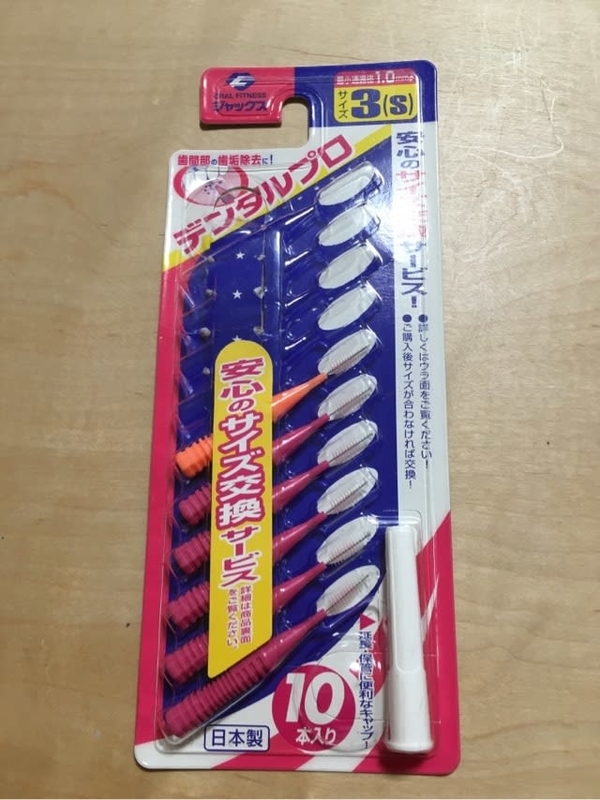 ORAL FITNESS
ジャックス
最小通過径1.0mmφ
サイズ
3(S)
歯間部の歯垢除去に!
デンタルプロ
安心のサイズ交換サービス!
●詳しくはウラ面をご覧ください!
●ご購入後サイズが合わなければ交換!
安心のサイズ交換サービス
詳細は商品裏面
をご覧ください。
▶延長・保管に便利なキャップ!
10
本入り
日本製